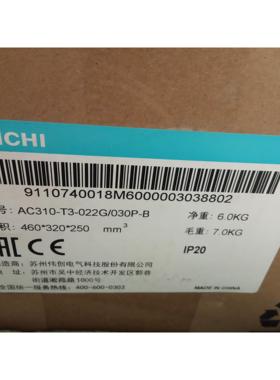 ICHI
9110740018M6000003038802
号: AC310-T3-022G/030P-B
净重: 6.0KG
积: 460*320*250 mm³
毛重: 7.0KG
EAC CE
IP20
造商: 苏州伟创电气科技股份有限公司
址: 苏州市吴中经济技术开发区郭巷
街道淞葭路1000号
一服务热线: 400-600-0303
MADE IN CHINA